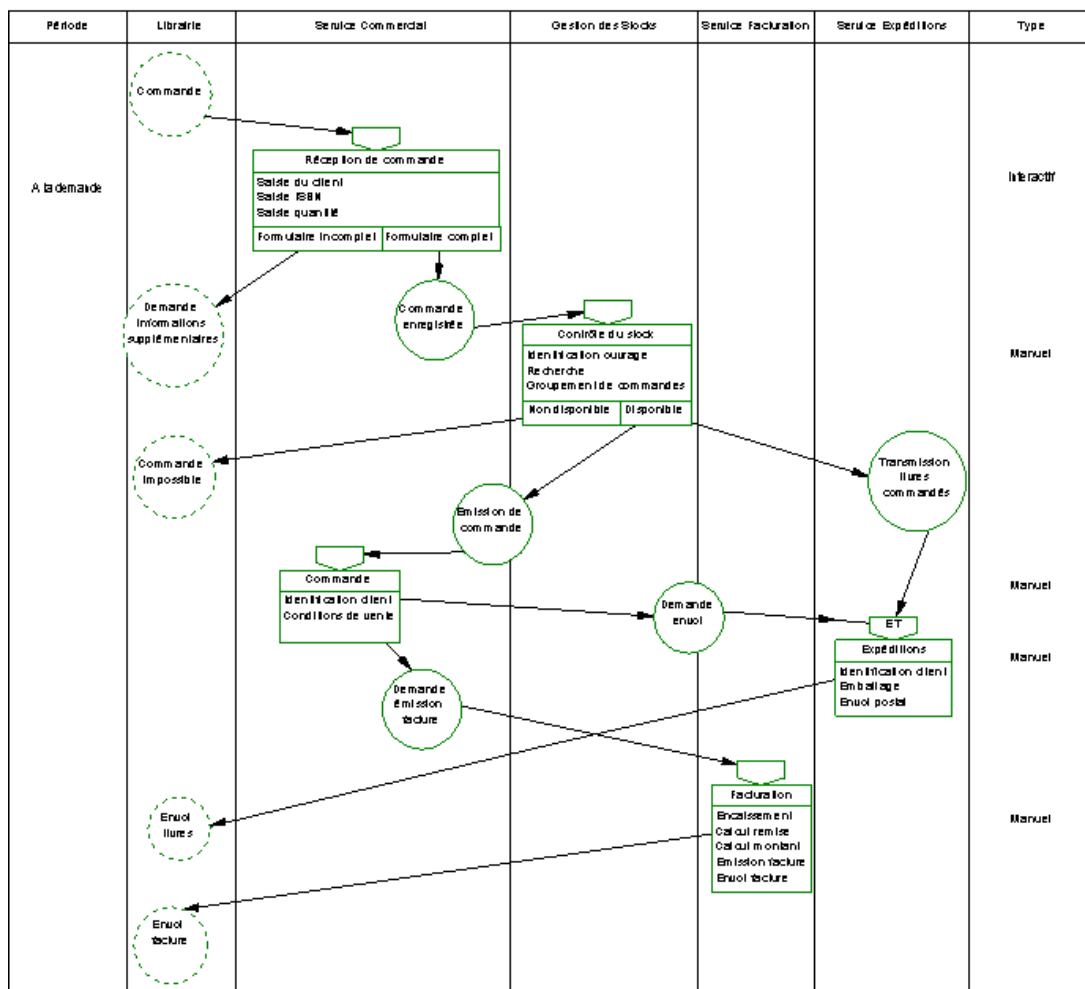 Période
Librairie
Service Commercial
Gestion des Stocks
Service Facturation
Service Expéditions
Type
Commande
Réception de commande
A la demande
Saisie du client
Saisie ISBN
Saisie quantité
Interactif
Formulaire incomplet
Formulaire complet
Demande
informations
supplémentaires
Commande
enregistrée
Contrôle du stock
Identification ouvrage
Recherche
Groupement de commandes
Manuel
Non disponible
Disponible
Commande
impossible
Transmission
livres
commandés
Emission de
commande
Commande
Identification client
Conditions de vente
Manuel
Demande
envoi
ET
Expéditions
Identification client
Emballage
Envoi postal
Manuel
Demande
émission
facture
Facturation
Encaissement
Calcul remise
Calcul montant
Emission facture
Envoi facture
Manuel
Envoi
livres
Envoi
facture